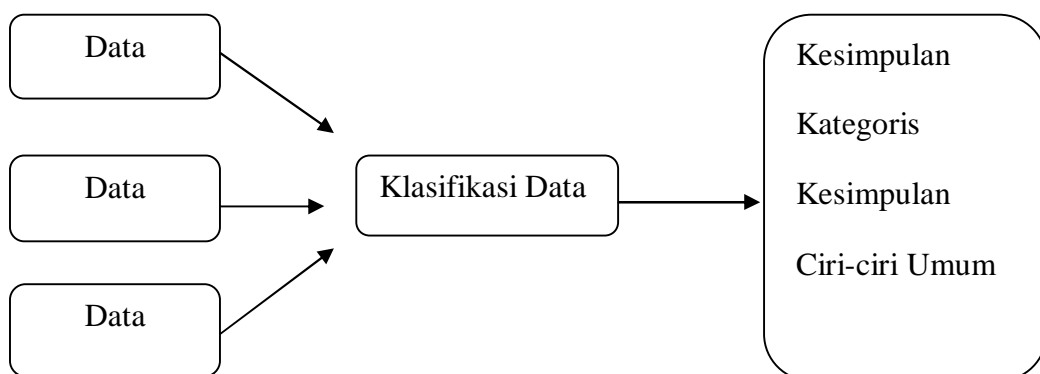 Data
Data
Data
Klasifikasi Data
Kesimpulan
Kategoris
Kesimpulan
Ciri-ciri Umum